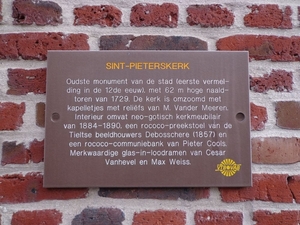 SINT-PIETERSKERK
Oudste monument van de stad (eerste vermel-
ding in de 12de eeuw), met 62 m hoge naald-
toren van 1729. De kerk is omzoomd met
kapelletjes met reliëfs van M. Vander Meeren.
Interieur omvat neo-gotisch kerkmeubilair
van 1884-1890, een rococo-preekstoel van de
Tieltse beeldhouwers Debosschere (1857) en
een rococo-communiebank van Pieter Cools.
Merkwaardige glas-in-loodramen van Cesar
Vanhevel en Max Weiss.